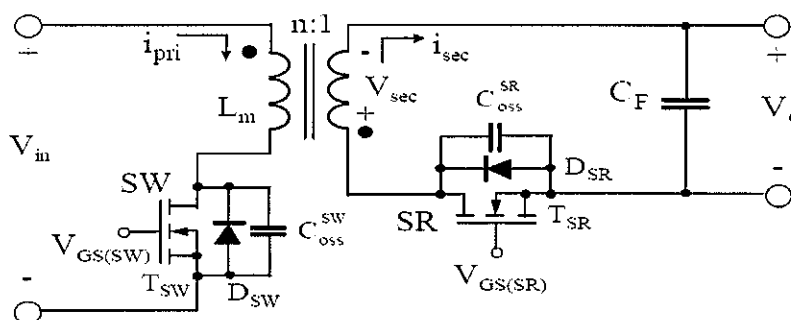 n:1
+
i_pri
-
i_sec
+
V_sec
C_oss^SR
C_F
L_m
+
V_in
D_SR
SW
-
C_oss^SW
SR
T_SR
V_GS(SW)
V_GS(SR)
-
T_SW
D_SW